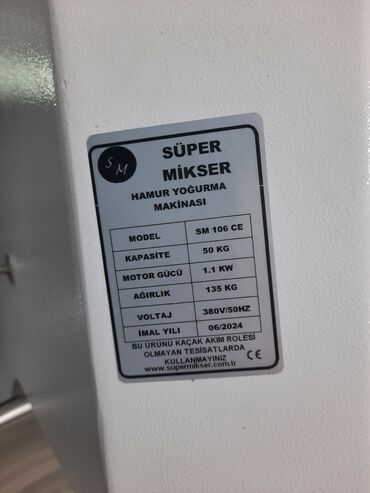 SM
SÜPER
MİKSER
HAMUR YOĞURMA
MAKİNASI
MODEL SM 106 CE
KAPASİTE 50 KG
MOTOR GÜCÜ 1.1 KW
AĞIRLIK 135 KG
VOLTAJ 380V/50HZ
İMAL YILI 06/2024
BU ÜRÜNÜ KAÇAK AKIM ROLESİ
OLMAYAN TESİSATLARDA
KULLANMAYINIZ
www.supermikser.com.tr CE